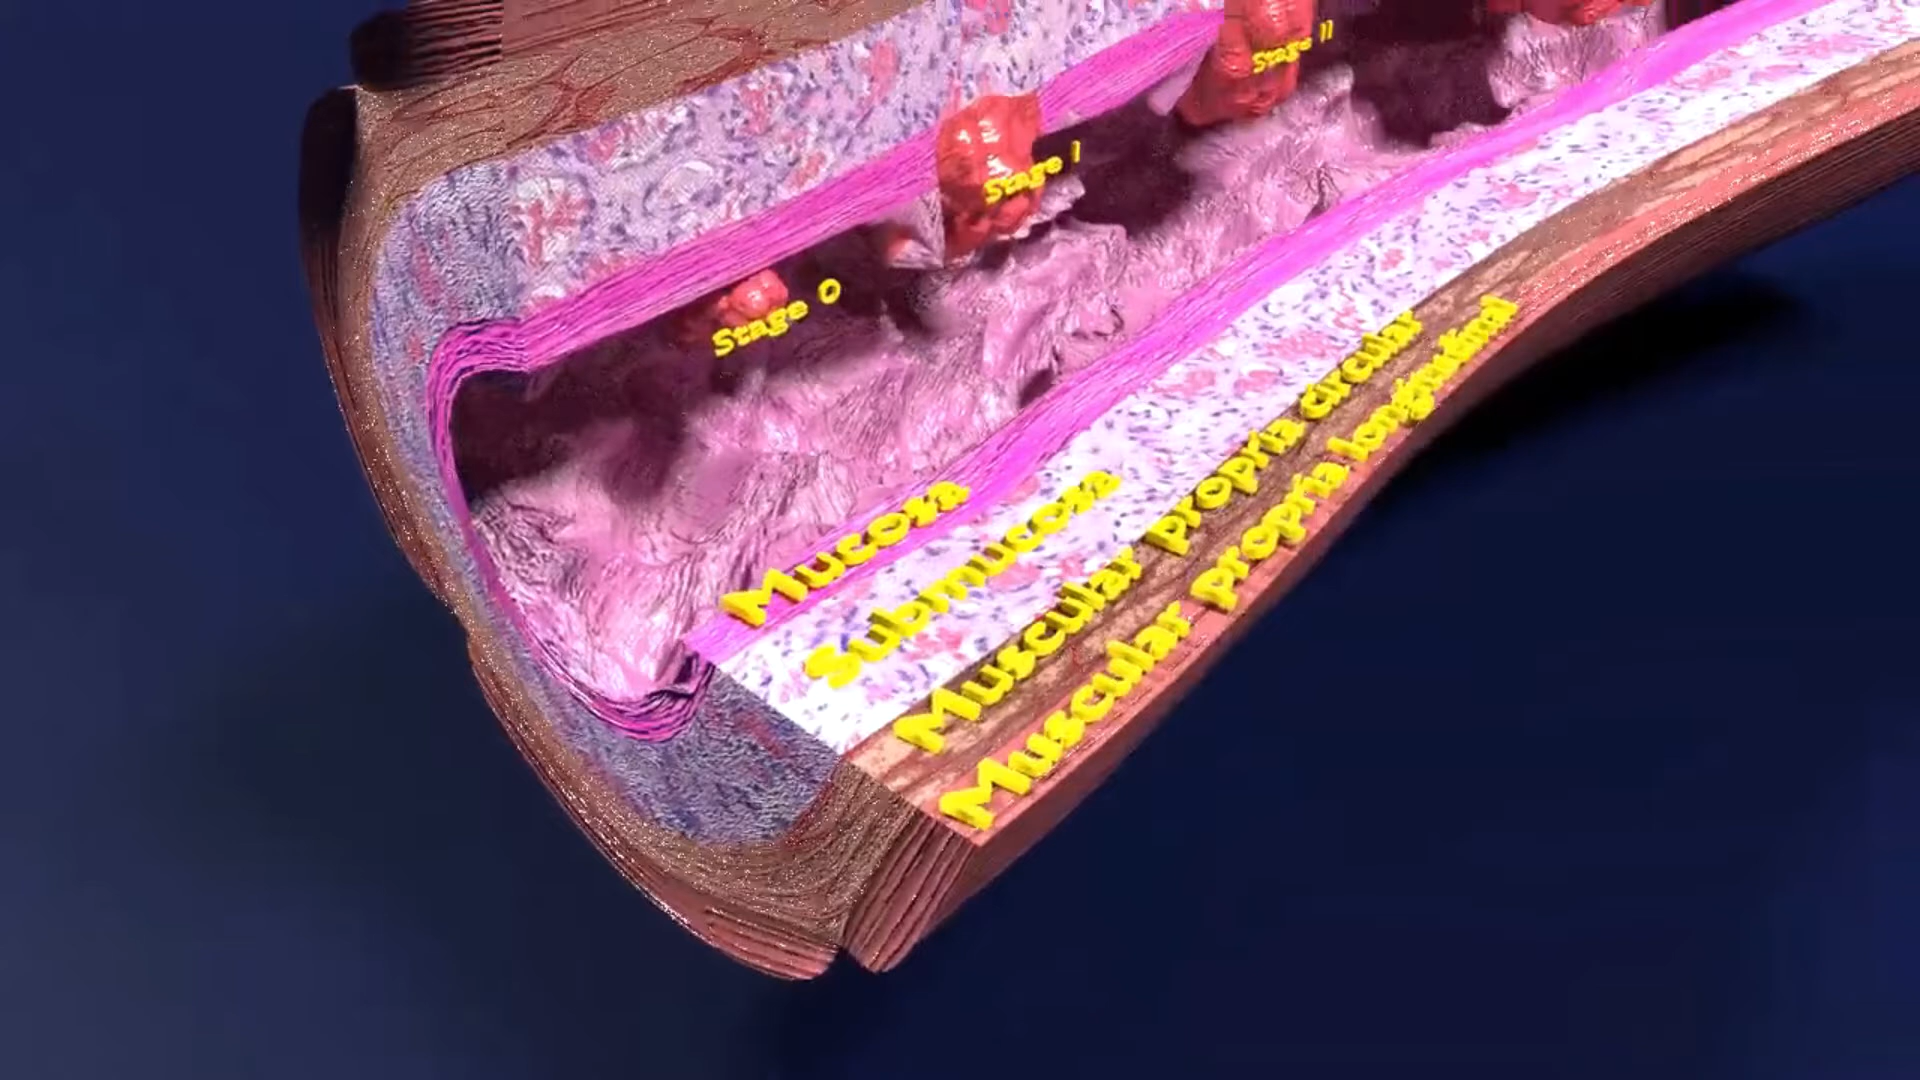 Stage II
Stage I
Stage 0
Mucosa
Submucosa
Muscular propria circular
Muscular propria longitudinal